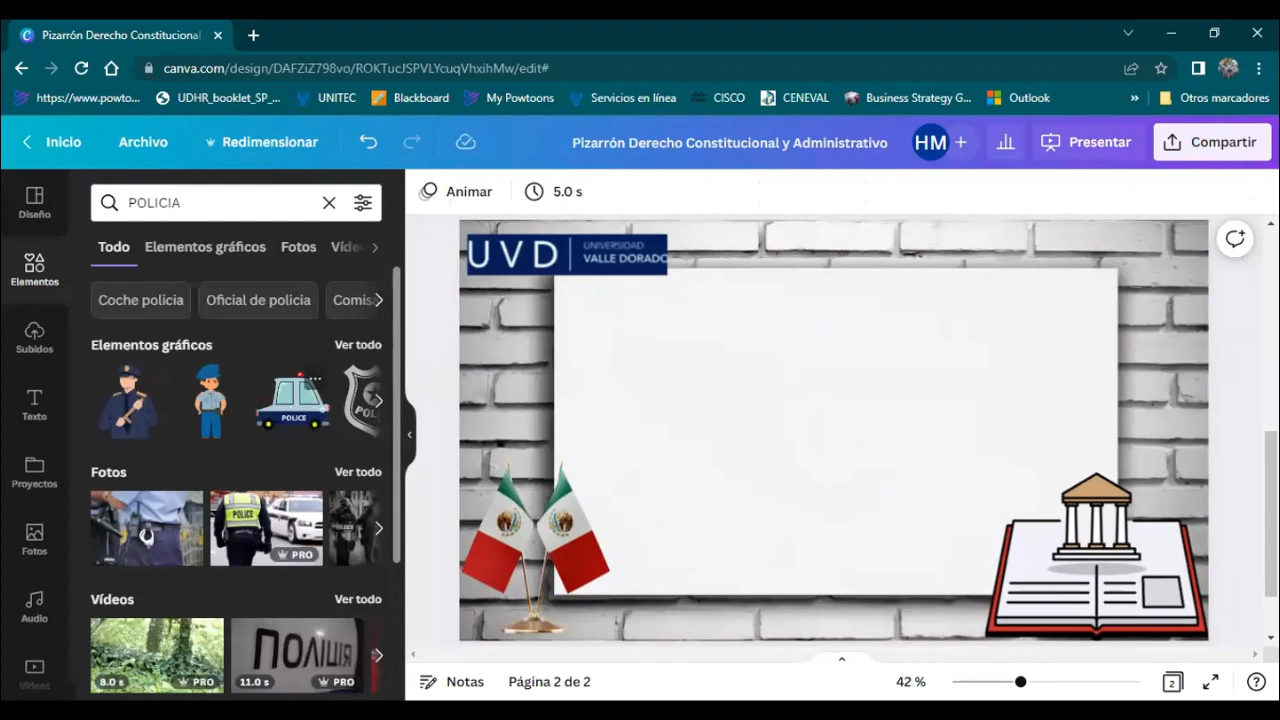 Pizarrón Derecho Constitucional
canva.com/design/DAFZiZ798vo/ROKTucJSPVLYcuqVhxihMw/edit#
https://www.powto... UDHR_booklet_SP_... UNITEC Blackboard My Powtoons Servicios en línea CISCO CENEVAL Business Strategy G... Outlook » Otros marcadores
Inicio Archivo Redimensionar Pizarrón Derecho Constitucional y Administrativo HM + Presentar Compartir
Diseño
Elementos
Subidos
Texto
Proyectos
Fotos
Audio
Vídeos
POLICIA
Todo Elementos gráficos Fotos Víde
Coche policia Oficial de policia Comisa
Elementos gráficos Ver todo
POLICE
POL
Fotos Ver todo
POLICE
PRO
Vídeos Ver todo
ПОЛІЦІЯ
8.0 s PRO 11.0 s PRO
Animar 5.0 s
UVD UNIVERSIDAD
VALLE DORADO
Notas Página 2 de 2 42 % 2